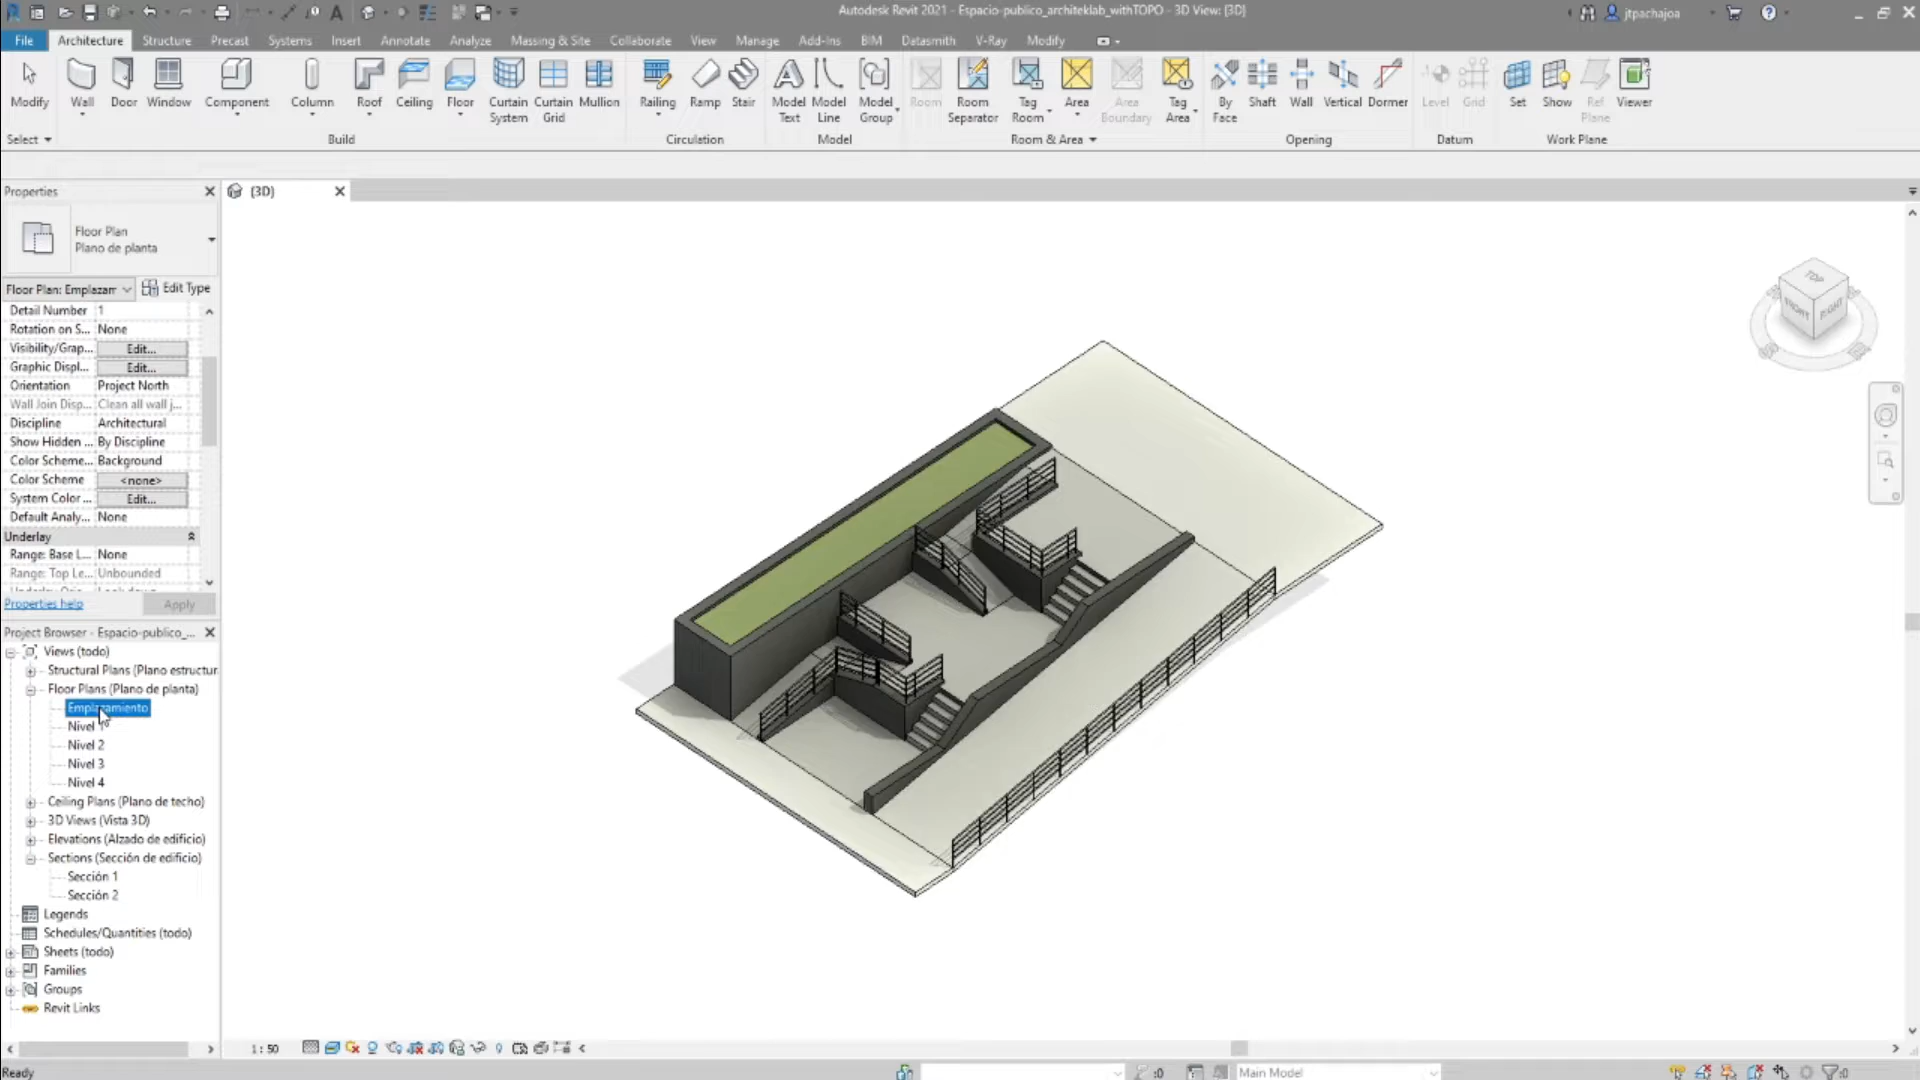 Autodesk Revit 2021 - Espacio-publico_architeklab_withTOPO - 3D View: {3D}
jtpachajoa
File Architecture Structure Precast Systems Insert Annotate Analyze Massing & Site Collaborate View Manage Add-Ins BIM Datasmith V-Ray Modify
Modify Wall Door Window Component Column Roof Ceiling Floor Curtain System Curtain Grid Mullion Railing Ramp Stair Model Text Model Line Model Group Room Room Separator Tag Room Area Area Boundary Tag Area By Face Shaft Wall Vertical Dormer Level Grid Set Show Ref Plane Viewer
Select Build Circulation Model Room & Area Opening Datum Work Plane
Properties
{3D}
Floor Plan
Plano de planta
Floor Plan: Emplazam Edit Type
Detail Number 1
Rotation on S... None
Visibility/Grap... Edit...
Graphic Displ... Edit...
Orientation Project North
Wall Join Disp... Clean all wall j...
Discipline Architectural
Show Hidden ... By Discipline
Color Scheme... Background
Color Scheme <none>
System Color ... Edit...
Default Analy... None
Underlay
Range: Base L... None
Range: Top Le... Unbounded
Properties help Apply
Project Browser - Espacio-publico_...
Views (todo)
Structural Plans (Plano estructur
Floor Plans (Plano de planta)
Emplazamiento
Nivel 1
Nivel 2
Nivel 3
Nivel 4
Ceiling Plans (Plano de techo)
3D Views (Vista 3D)
Elevations (Alzado de edificio)
Sections (Sección de edificio)
Sección 1
Sección 2
Legends
Schedules/Quantities (todo)
Sheets (todo)
Families
Groups
Revit Links
TOP
FRONT
RIGHT
1 : 50
Ready
:0
Main Model
:0